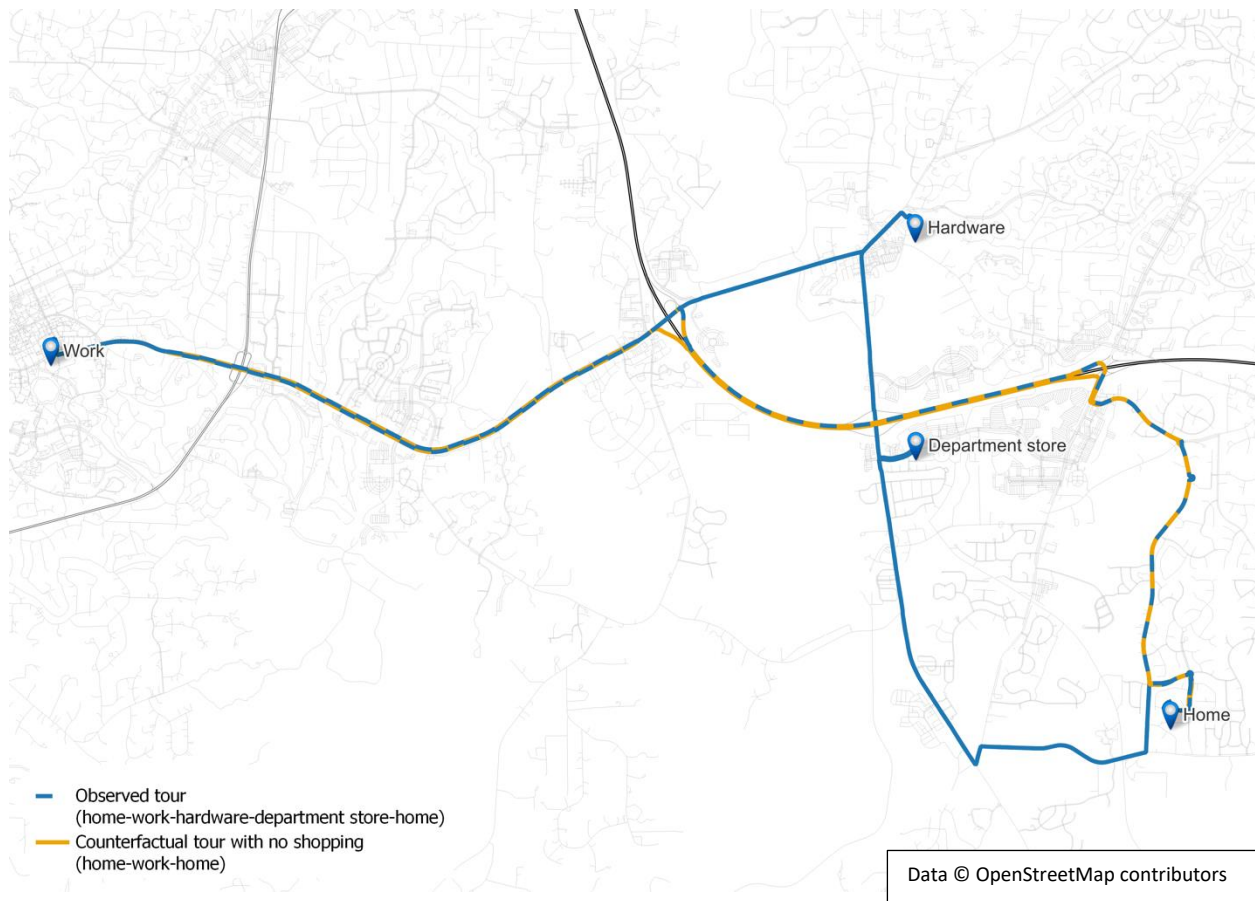 Hardware
Work
Department store
Home
Observed tour
(home-work-hardware-department store-home)
Counterfactual tour with no shopping
(home-work-home)
Data © OpenStreetMap contributors